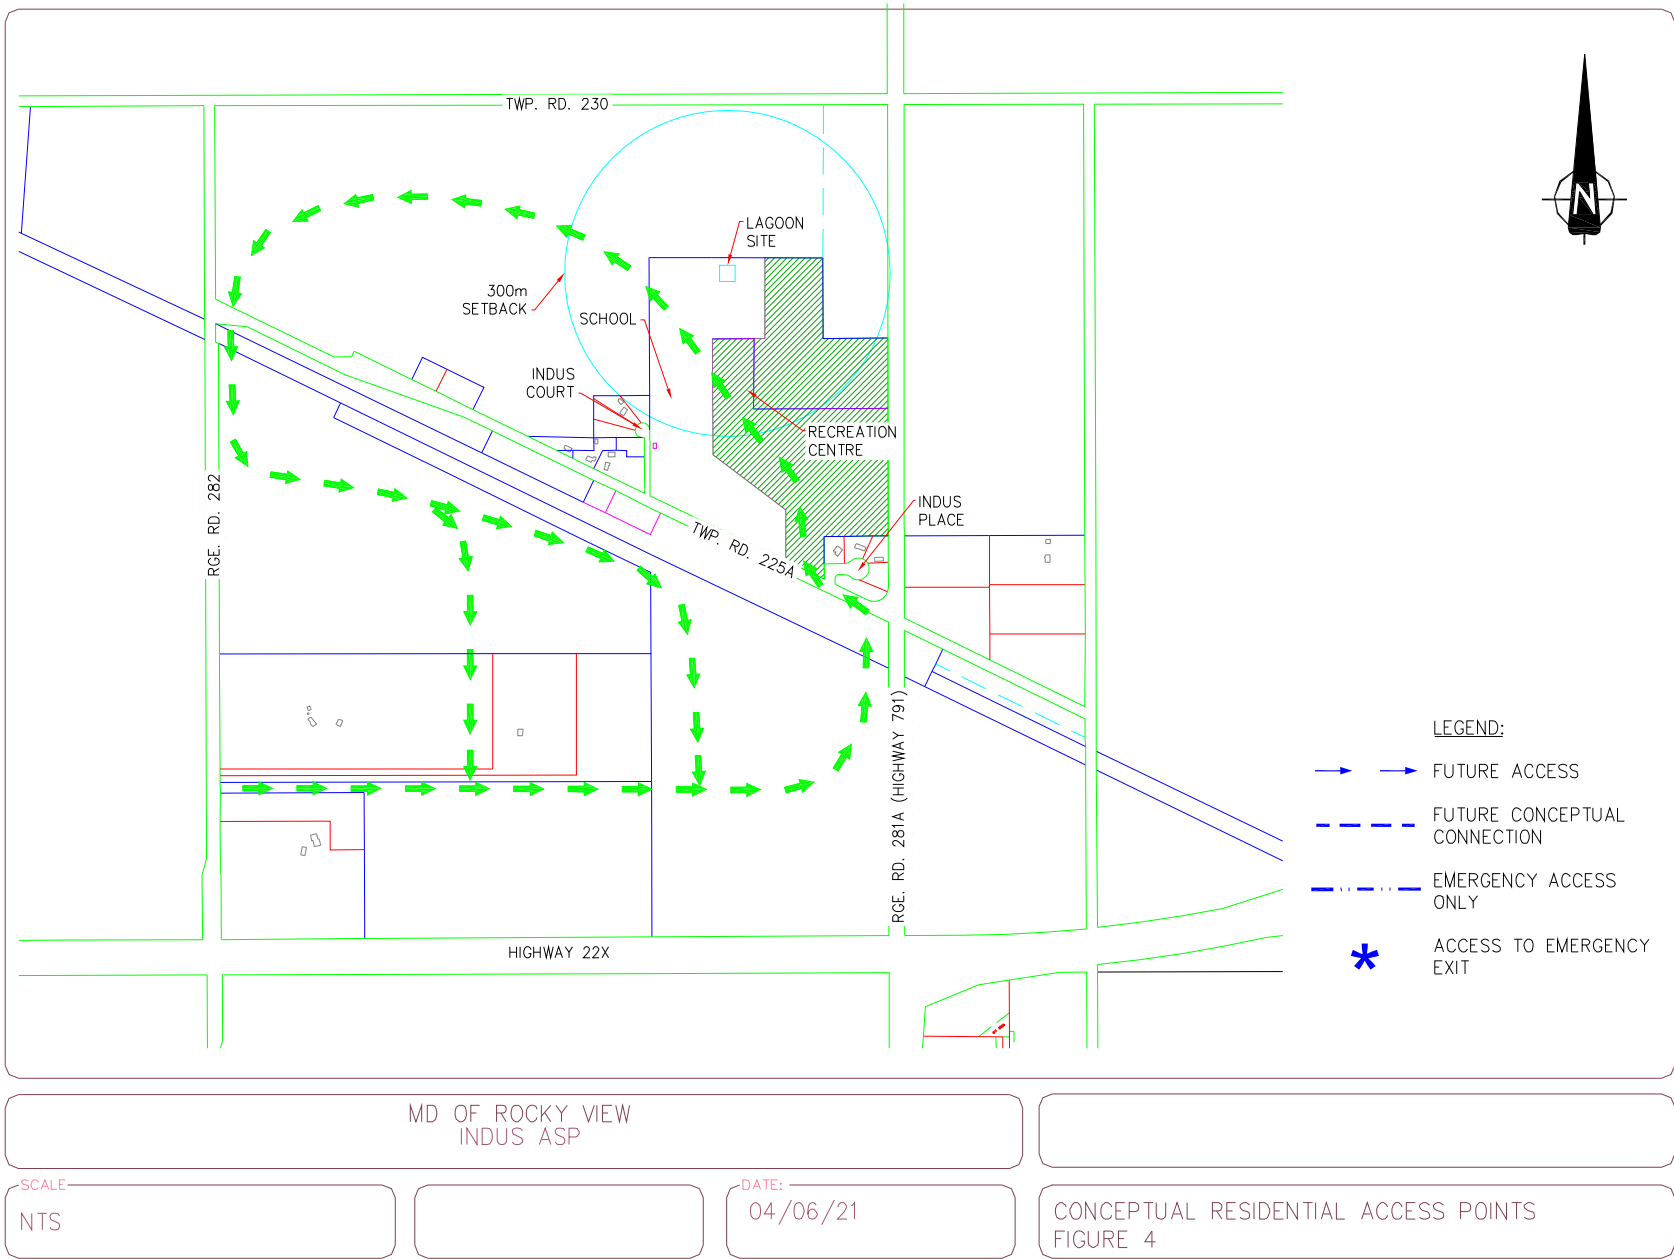 TWP. RD. 230
N
LAGOON
SITE
300m
SETBACK
SCHOOL
INDUS
COURT
RECREATION
CENTRE
INDUS
PLACE
RGE. RD. 282
TWP. RD. 225A
RGE. RD. 281A (HIGHWAY 791)
HIGHWAY 22X
LEGEND:
FUTURE ACCESS
FUTURE CONCEPTUAL
CONNECTION
EMERGENCY ACCESS
ONLY
* ACCESS TO EMERGENCY
EXIT
MD OF ROCKY VIEW
INDUS ASP
SCALE
NTS
DATE:
04/06/21
CONCEPTUAL RESIDENTIAL ACCESS POINTS
FIGURE 4